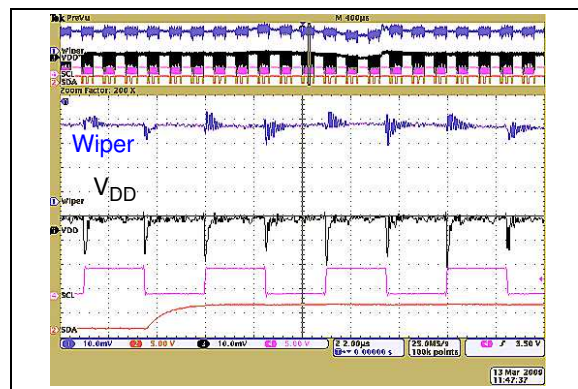 Tek PreVu M 400µs
Wiper
VDD
SCL
SDA
Zoom Factor: 200 X
Wiper
VDD
Wiper
VDD
SCL
SDA
10.0mV 5.00 V 10.0mV 5.00 V
Z 2.00µs
0.00000 s
25.0MS/s
100k points
3.50 V
13 Mar 2009
11:47:37